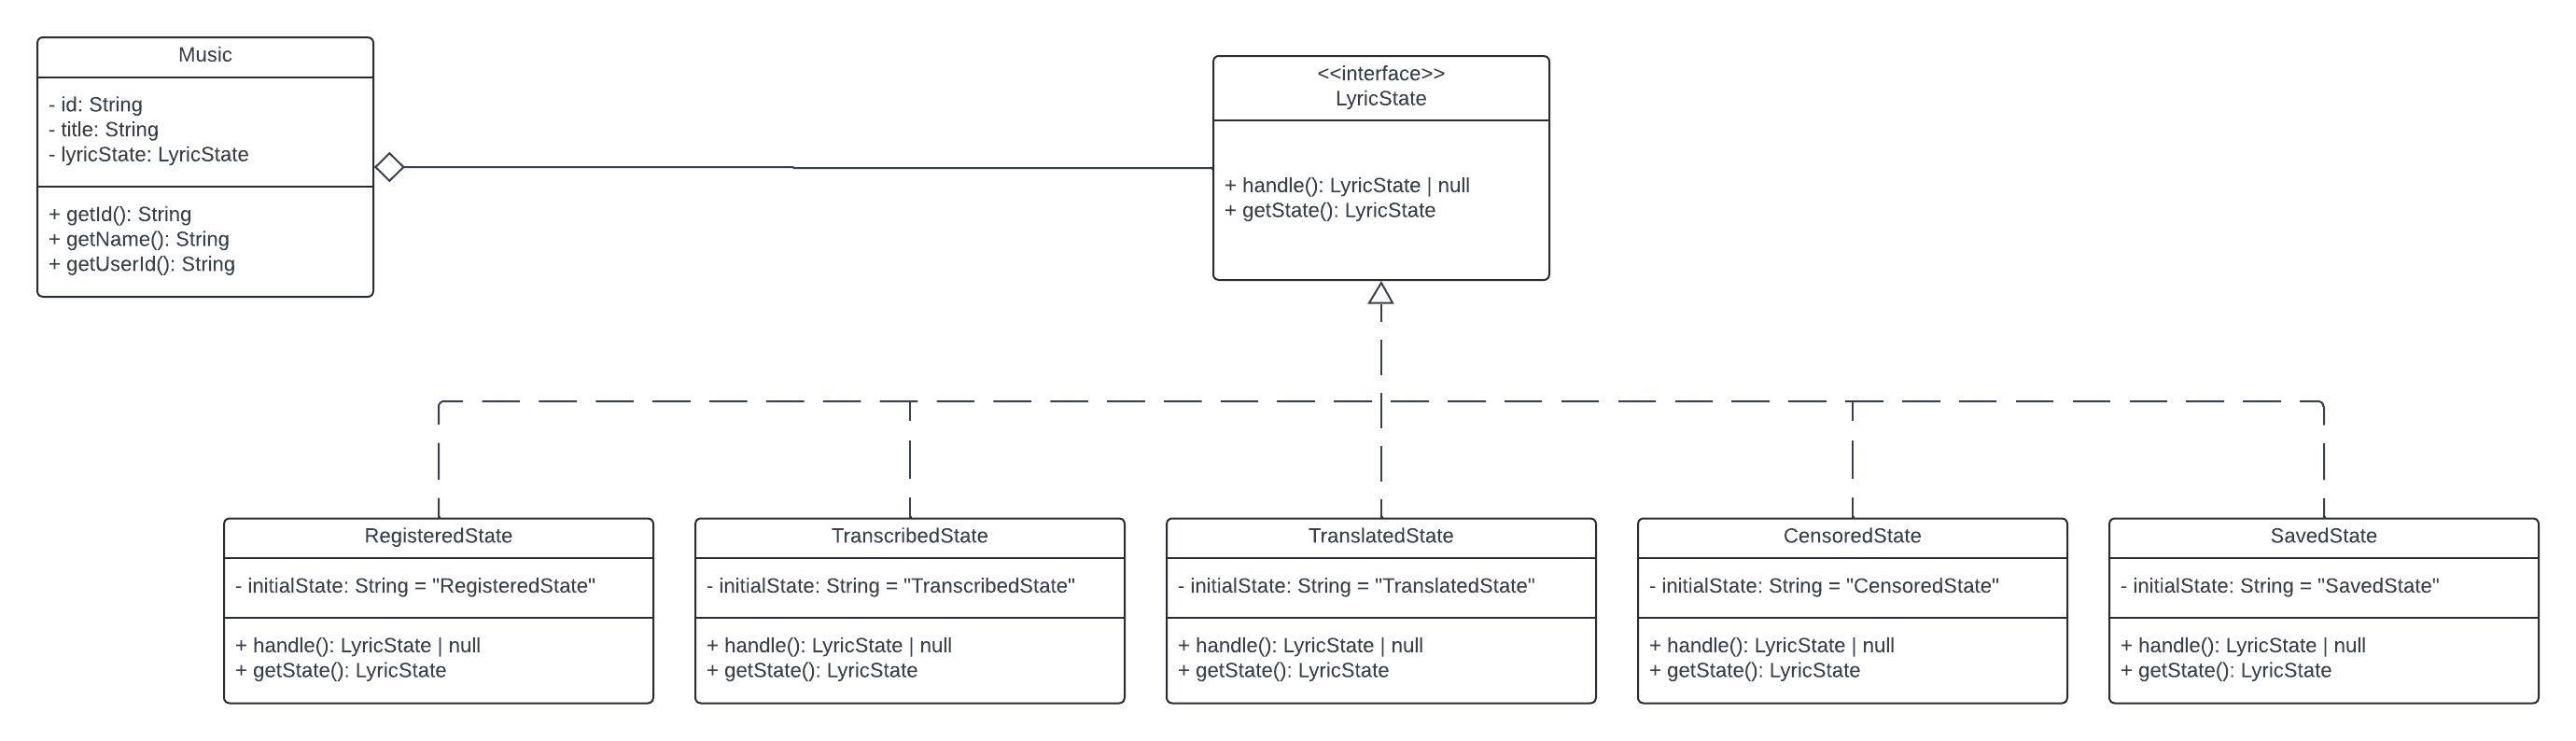 Music
- id: String
- title: String
- lyricState: LyricState
+ getId(): String
+ getName(): String
+ getUserId(): String
<<interface>>
LyricState
+ handle(): LyricState | null
+ getState(): LyricState
RegisteredState
- initialState: String = "RegisteredState"
+ handle(): LyricState | null
+ getState(): LyricState
TranscribedState
- initialState: String = "TranscribedState"
+ handle(): LyricState | null
+ getState(): LyricState
TranslatedState
- initialState: String = "TranslatedState"
+ handle(): LyricState | null
+ getState(): LyricState
CensoredState
- initialState: String = "CensoredState"
+ handle(): LyricState | null
+ getState(): LyricState
SavedState
- initialState: String = "SavedState"
+ handle(): LyricState | null
+ getState(): LyricState